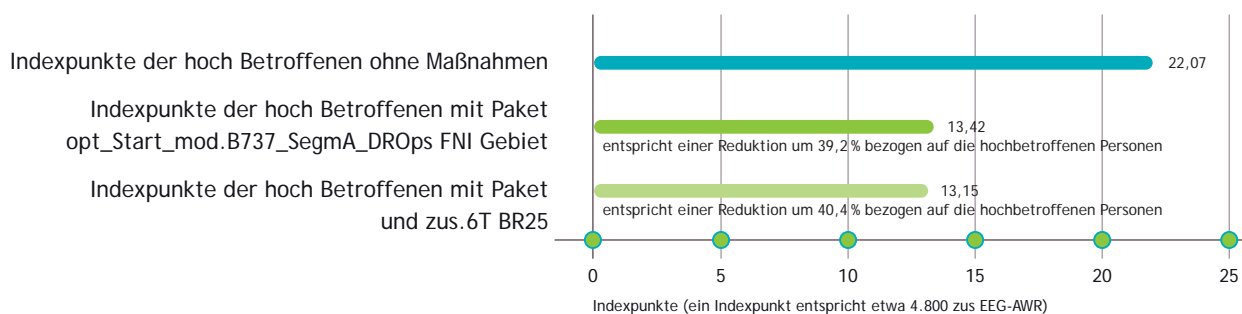 Indexpunkte der hoch Betroffenen ohne Maßnahmen
22,07
Indexpunkte der hoch Betroffenen mit Paket
opt_Start_mod.B737_SegmA_DROps FNI Gebiet
13,42
entspricht einer Reduktion um 39,2 % bezogen auf die hochbetroffenen Personen
Indexpunkte der hoch Betroffenen mit Paket
und zus.6T BR25
13,15
entspricht einer Reduktion um 40,4 % bezogen auf die hochbetroffenen Personen
0 5 10 15 20 25
Indexpunkte (ein Indexpunkt entspricht etwa 4.800 zus EEG-AWR)